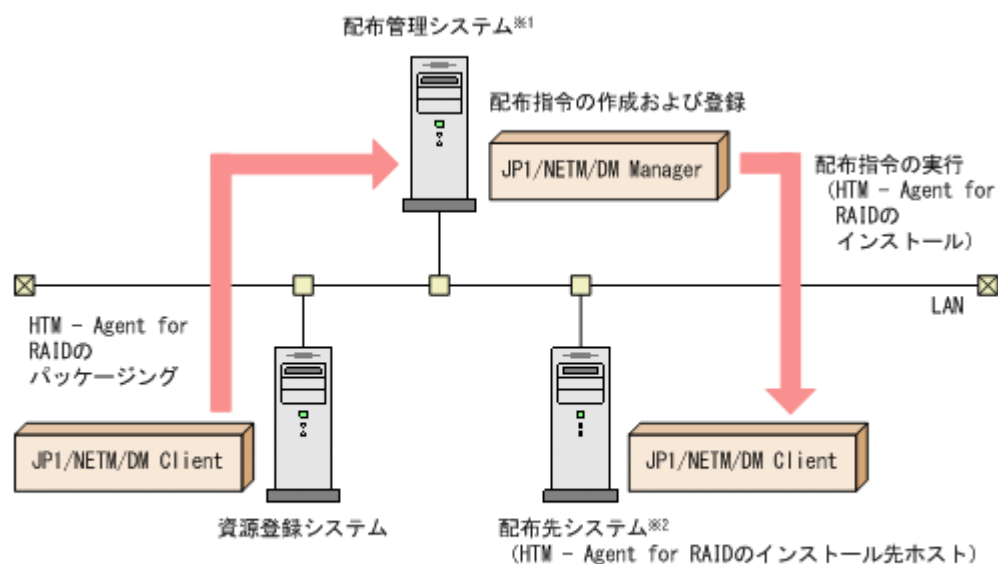 配布管理システム※1
配布指令の作成および登録
JP1/NETM/DM Manager
配布指令の実行
(HTM - Agent for
RAIDの
インストール)
LAN
HTM - Agent for
RAIDの
パッケージング
JP1/NETM/DM Client
資源登録システム
JP1/NETM/DM Client
配布先システム※2
(HTM - Agent for RAIDのインストール先ホスト)